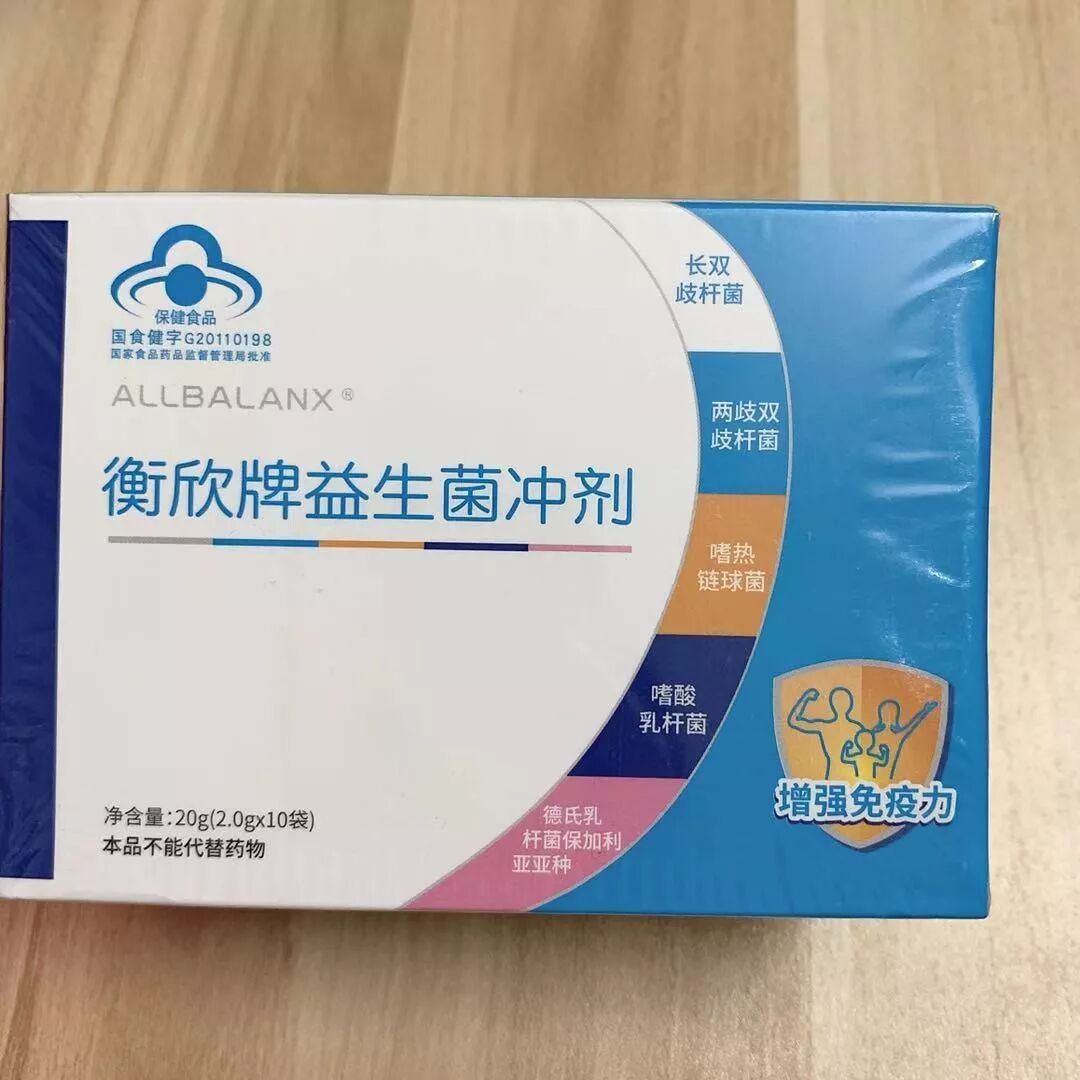 保健食品
国食健字G20110198
国家食品药品监督管理局批准
ALLBALANX®
衡欣牌益生菌冲剂
净含量:20g(2.0gx10袋)
本品不能代替药物
长双
歧杆菌
两歧双
歧杆菌
嗜热
链球菌
嗜酸
乳杆菌
德氏乳
杆菌保加利
亚亚种
增强免疫力